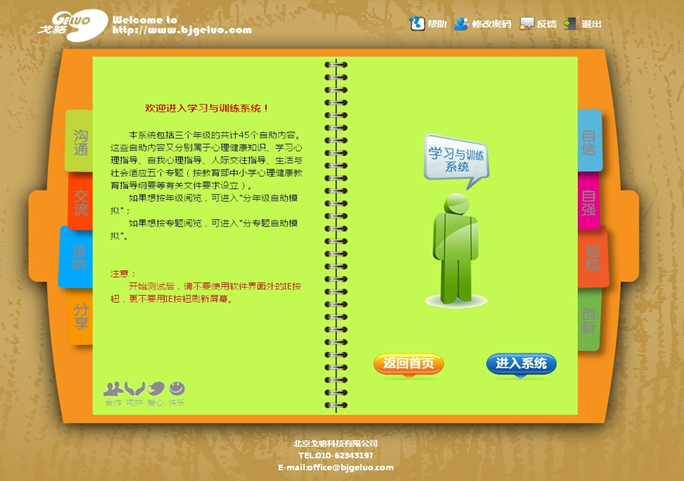 戈略 GELUO
Welcome to
http://www.bjgeluo.com
帮助 修改密码 反馈 退出
沟通
交流
接纳
分享
欢迎进入学习与训练系统！
本系统包括三个年级的共计45个自助内容。
这些自助内容又分别属于心理健康知识、学习心
理指导、自我心理指导、人际交往指导、生活与
社会适应五个专题（按教育部中小学心理健康教
育指导纲要等有关文件要求设立）。
如果想按年级阅览，可进入"分年级自助模
拟"；
如果想按专题阅览，可进入"分专题自助模
拟"。
注意：
开始测试后，请不要使用软件界面外的IE按
钮，更不要用IE按钮刷新屏幕。
合作 爱心 快乐
学习与训练
系统
返回首页 进入系统
自信
自强
超越
创新
北京戈略科技有限公司
TEL:010-62343197
E-mail:office@bjgeluo.com